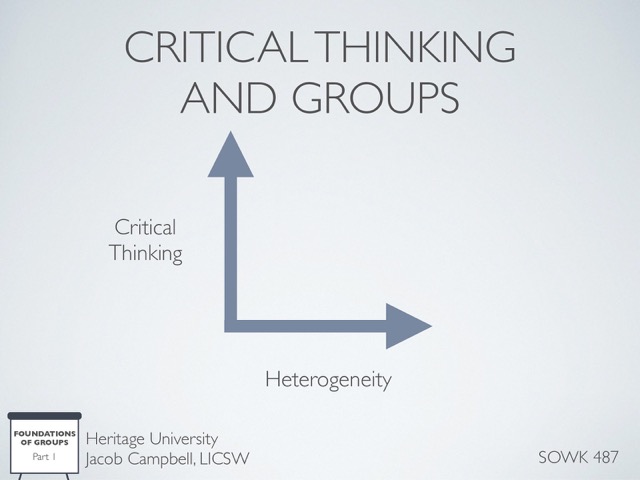 CRITICAL THINKING
AND GROUPS
Critical
Thinking
Heterogeneity
FOUNDATIONS
OF GROUPS
Part 1
Heritage University
Jacob Campbell, LICSW
SOWK 487